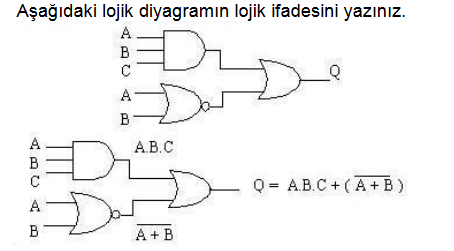 Aşağıdaki lojik diyagramın lojik ifadesini yazınız.
A
B
C
Q
A
B
A
A.B.C
B
C
Q = A.B.C + ( A + B )
A
B
A + B